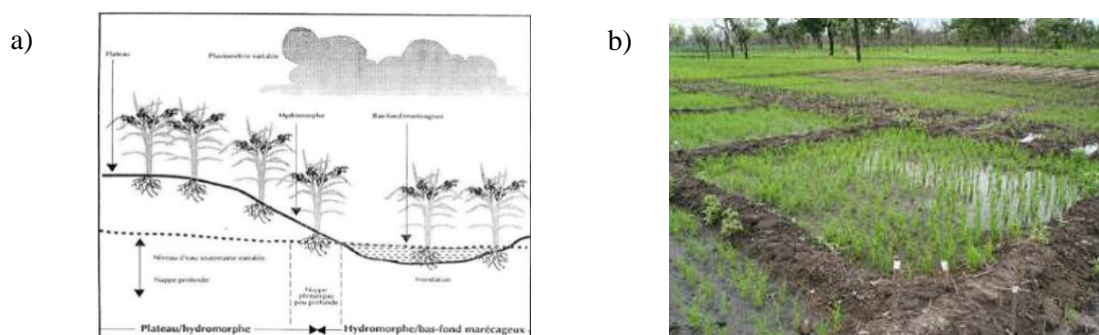 a)
b)
Plateau
Pluviométrie variable
Hydromorphe
Bas-fond marécageux
Niveau d'eau souterraine variable
Nappe profonde
Nappe
phréatique
peu profonde
Inondation
Plateau/hydromorphe
Hydromorphe/bas-fond marécageux